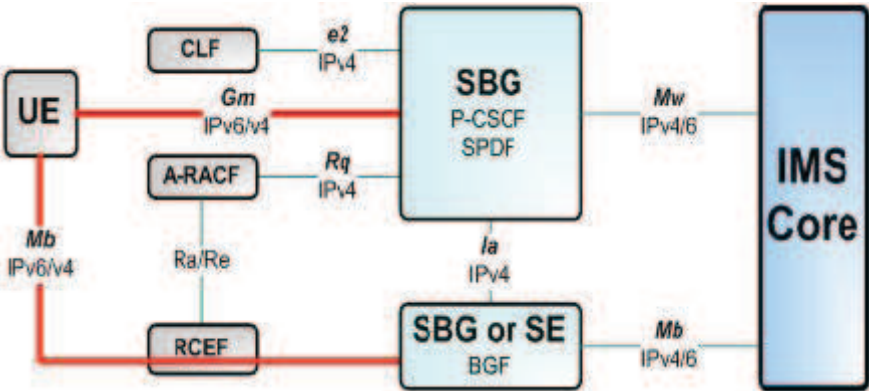 CLF
e2
IPv4
UE
Gm
IPv6/v4
SBG
P-CSCF
SPDF
Mw
IPv4/6
IMS
Core
A-RACF
Rq
IPv4
Mb
IPv6/v4
Ra/Re
Ia
IPv4
RCEF
SBG or SE
BGF
Mb
IPv4/6